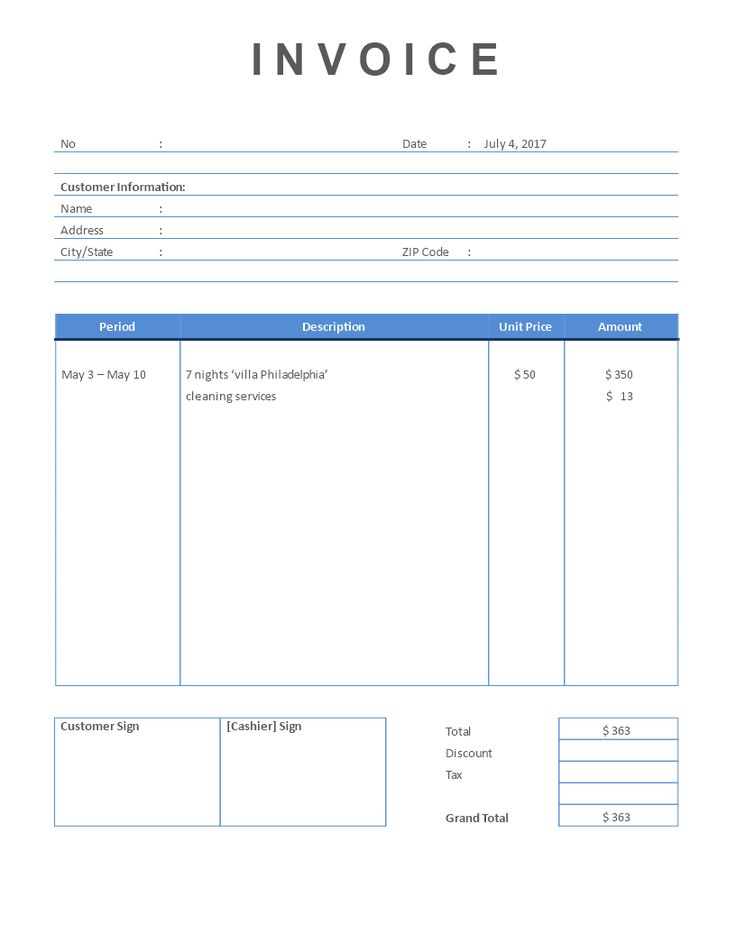 INVOICE
No : Date : July 4, 2017
Customer Information:
Name :
Address :
City/State : ZIP Code :
Period Description Unit Price Amount
May 3 – May 10 7 nights ‘villa Philadelphia’ $ 50 $ 350
cleaning services $ 13
Customer Sign [Cashier] Sign
Total $ 363
Discount
Tax
Grand Total $ 363